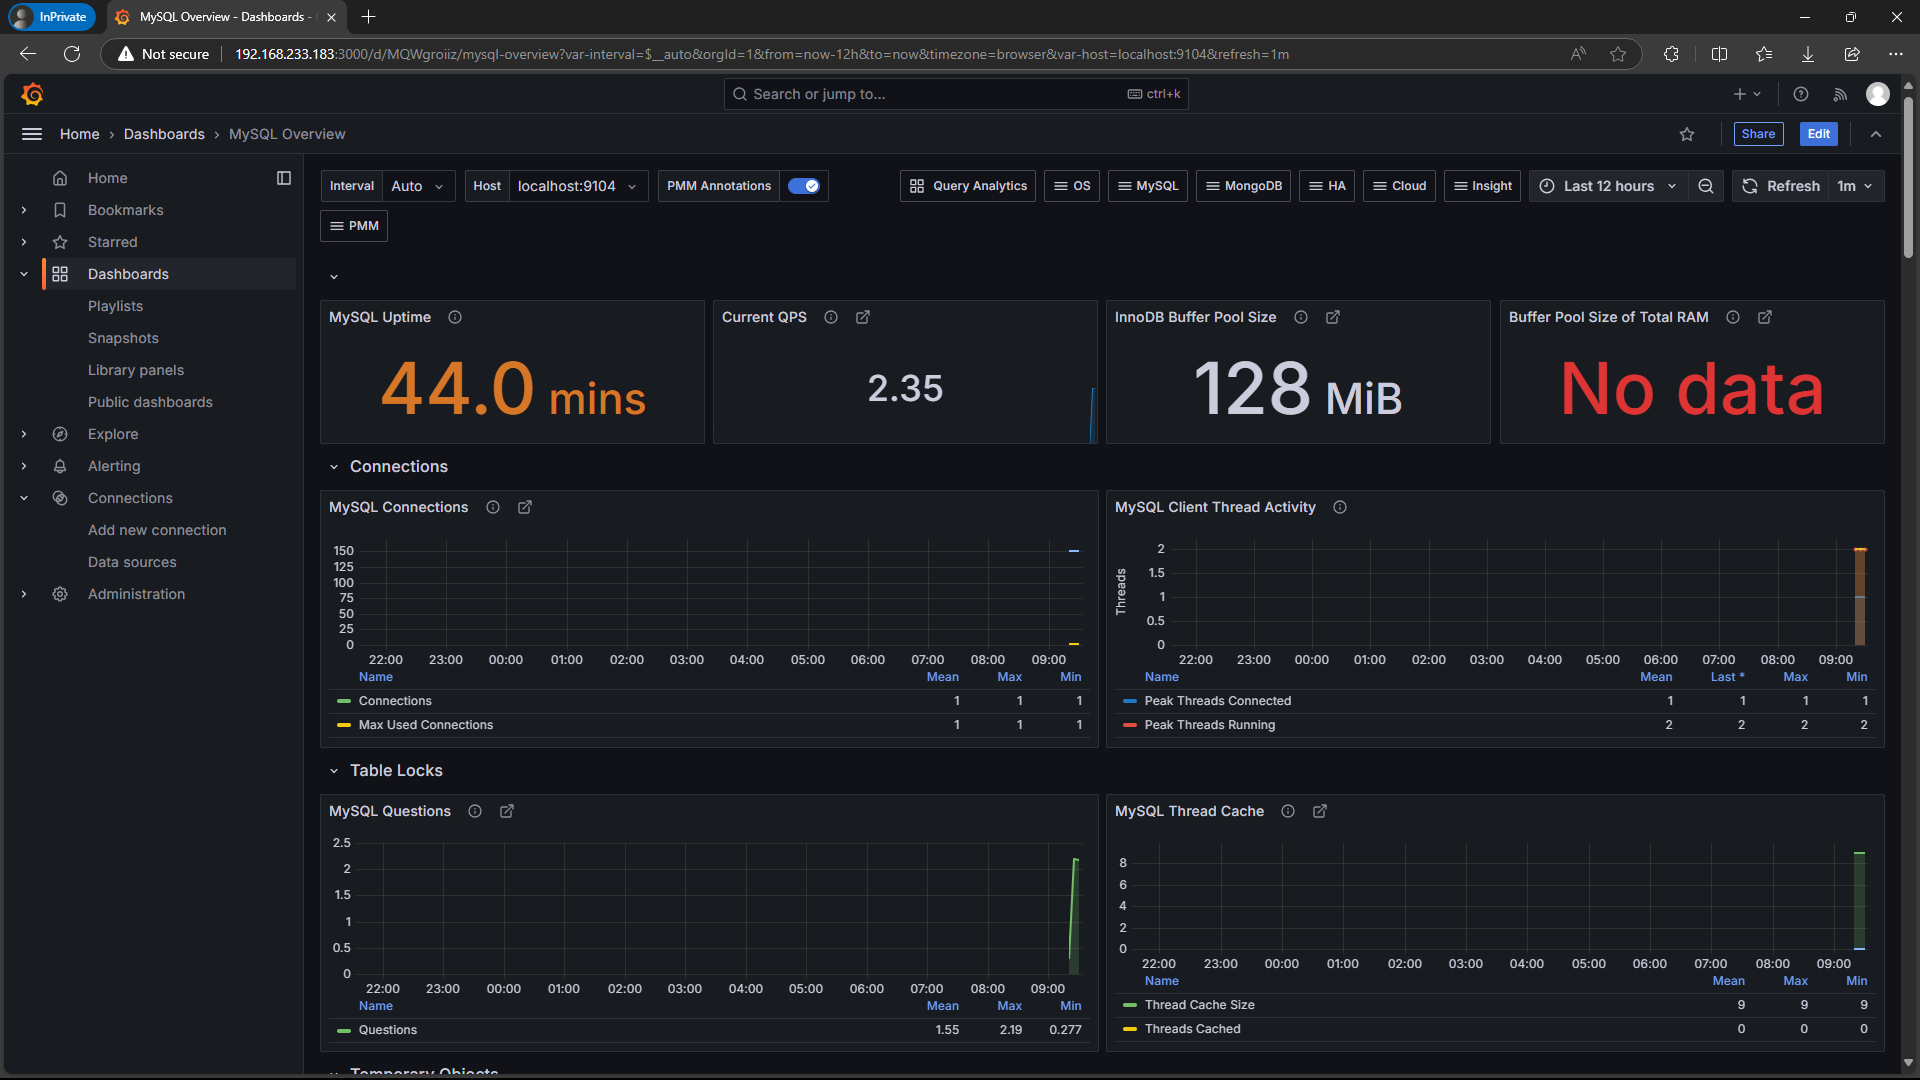 InPrivate
MySQL Overview - Dashboards -
Not secure
192.168.233.183:3000/d/MQWgroiiz/mysql-overview?var-interval=$__auto&orgId=1&from=now-12h&to=now&timezone=browser&var-host=localhost:9104&refresh=1m
Search or jump to...
ctrl+k
Home › Dashboards › MySQL Overview
Share
Edit
Home
Bookmarks
Starred
Dashboards
Playlists
Snapshots
Library panels
Public dashboards
Explore
Alerting
Connections
Add new connection
Data sources
Administration
Interval Auto
Host localhost:9104
PMM Annotations
Query Analytics
OS
MySQL
MongoDB
HA
Cloud
Insight
Last 12 hours
Refresh 1m
PMM
MySQL Uptime
44.0 mins
Current QPS
2.35
InnoDB Buffer Pool Size
128 MiB
Buffer Pool Size of Total RAM
No data
Connections
MySQL Connections
150
125
100
75
50
25
0
22:00 23:00 00:00 01:00 02:00 03:00 04:00 05:00 06:00 07:00 08:00 09:00
Name Mean Max Min
Connections 1 1 1
Max Used Connections 1 1 1
MySQL Client Thread Activity
Threads
2
1.5
1
0.5
0
22:00 23:00 00:00 01:00 02:00 03:00 04:00 05:00 06:00 07:00 08:00 09:00
Name Mean Last * Max Min
Peak Threads Connected 1 1 1 1
Peak Threads Running 2 2 2 2
Table Locks
MySQL Questions
2.5
2
1.5
1
0.5
0
22:00 23:00 00:00 01:00 02:00 03:00 04:00 05:00 06:00 07:00 08:00 09:00
Name Mean Max Min
Questions 1.55 2.19 0.277
MySQL Thread Cache
8
6
4
2
0
22:00 23:00 00:00 01:00 02:00 03:00 04:00 05:00 06:00 07:00 08:00 09:00
Name Mean Max Min
Thread Cache Size 9 9 9
Threads Cached 0 0 0
Temporary Objects